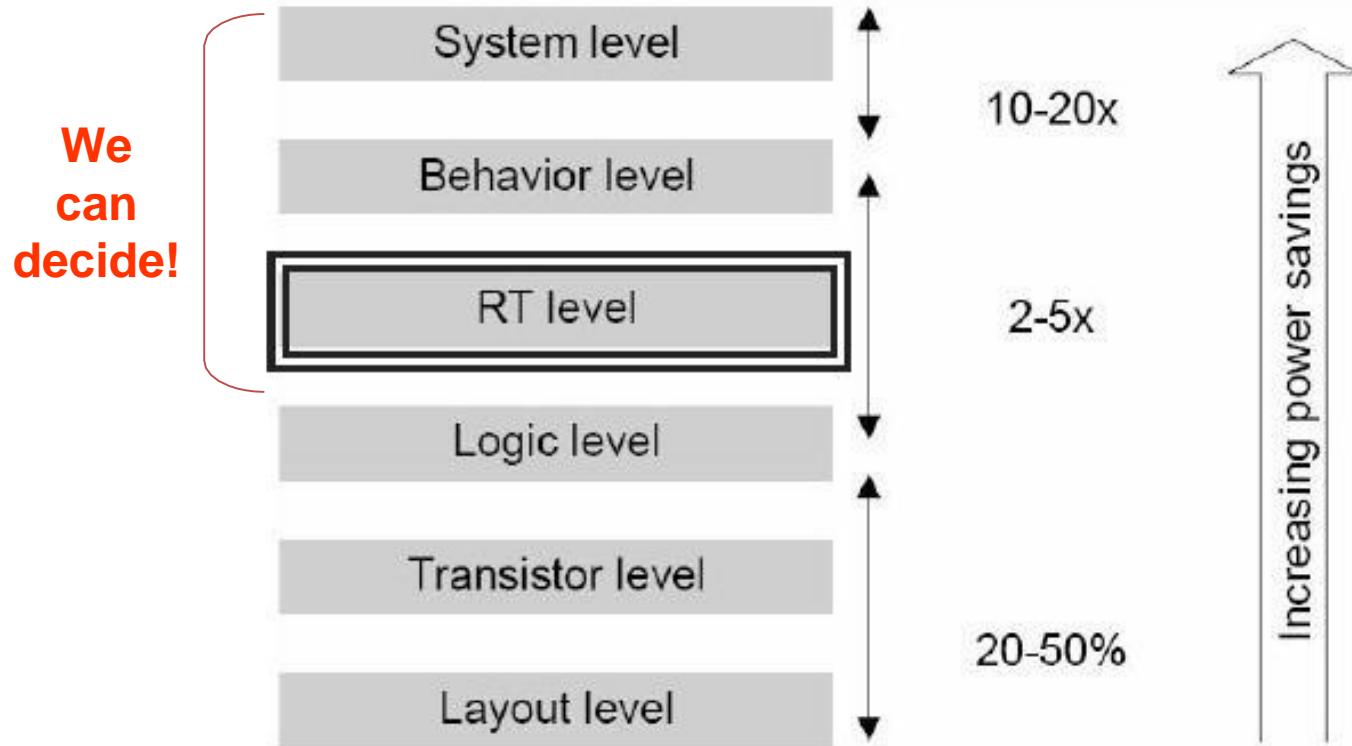 We
can
decide!
System level
10-20x
Behavior level
RT level
2-5x
Logic level
Transistor level
20-50%
Layout level
Increasing power savings